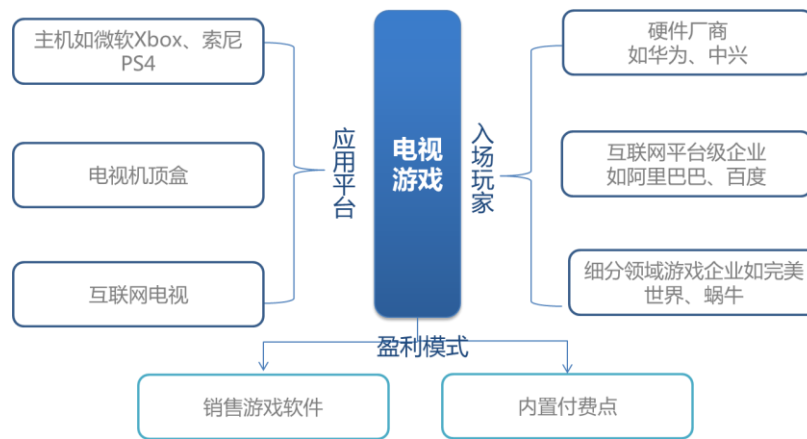 主机如微软Xbox、索尼
PS4
电视机顶盒
互联网电视
应用平台
电视
游戏
入场玩家
硬件厂商
如华为、中兴
互联网平台级企业
如阿里巴巴、百度
细分领域游戏企业如完美
世界、蜗牛
盈利模式
销售游戏软件
内置付费点